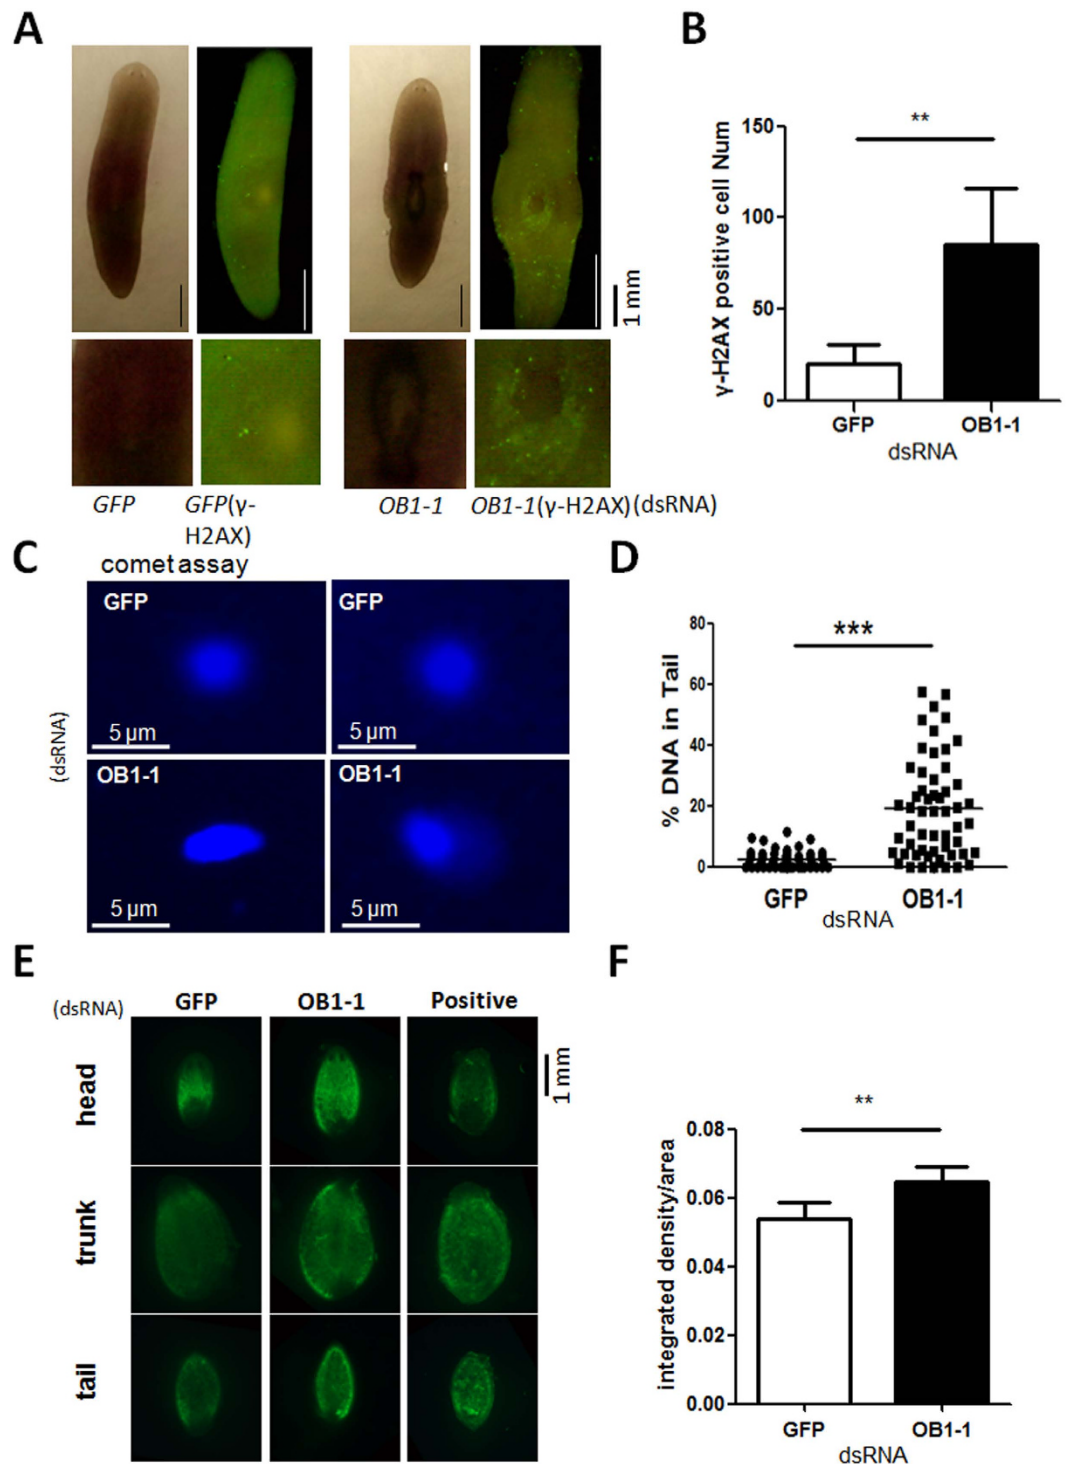 A
1 mm
GFP
GFP(γ-
H2AX)
OB1-1
OB1-1(γ-H2AX)(dsRNA)
B
γ-H2AX positive cell Num
150
100
50
0
**
GFP
OB1-1
dsRNA
C
comet assay
(dsRNA)
GFP
5 µm
GFP
5 µm
OB1-1
5 µm
OB1-1
5 µm
D
% DNA in Tail
80
60
40
20
0
***
GFP
OB1-1
dsRNA
E
(dsRNA)
GFP
OB1-1
Positive
head
trunk
tail
1 mm
F
integrated density/area
0.08
0.06
0.04
0.02
0.00
**
GFP
OB1-1
dsRNA